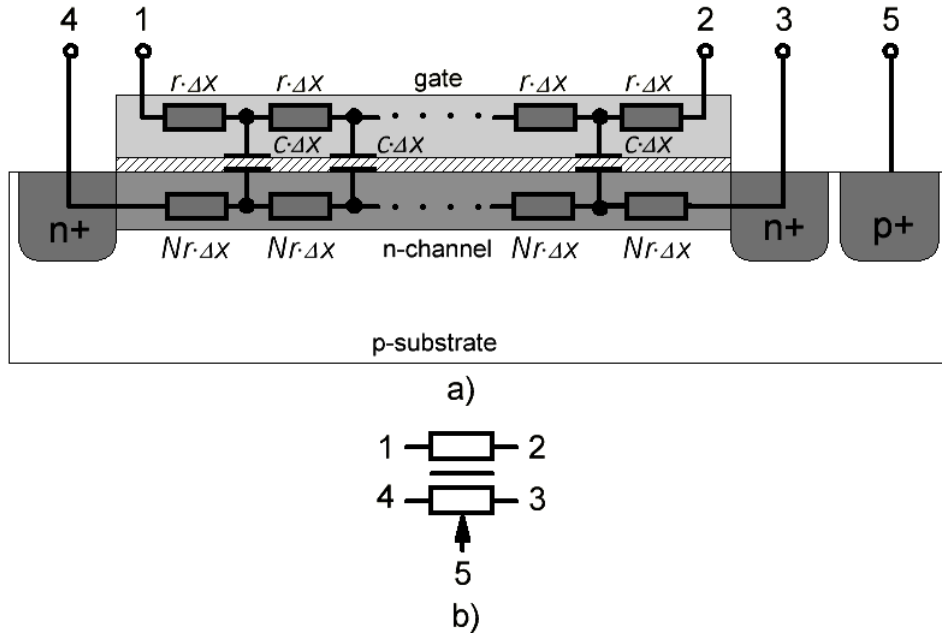 4 1 2 3 5
r·Δx r·Δx gate r·Δx r·Δx
C·Δx C·Δx C·Δx
n+ n+ p+
Nr·Δx Nr·Δx n-channel Nr·Δx Nr·Δx
p-substrate
a)
1 2
4 3
5
b)